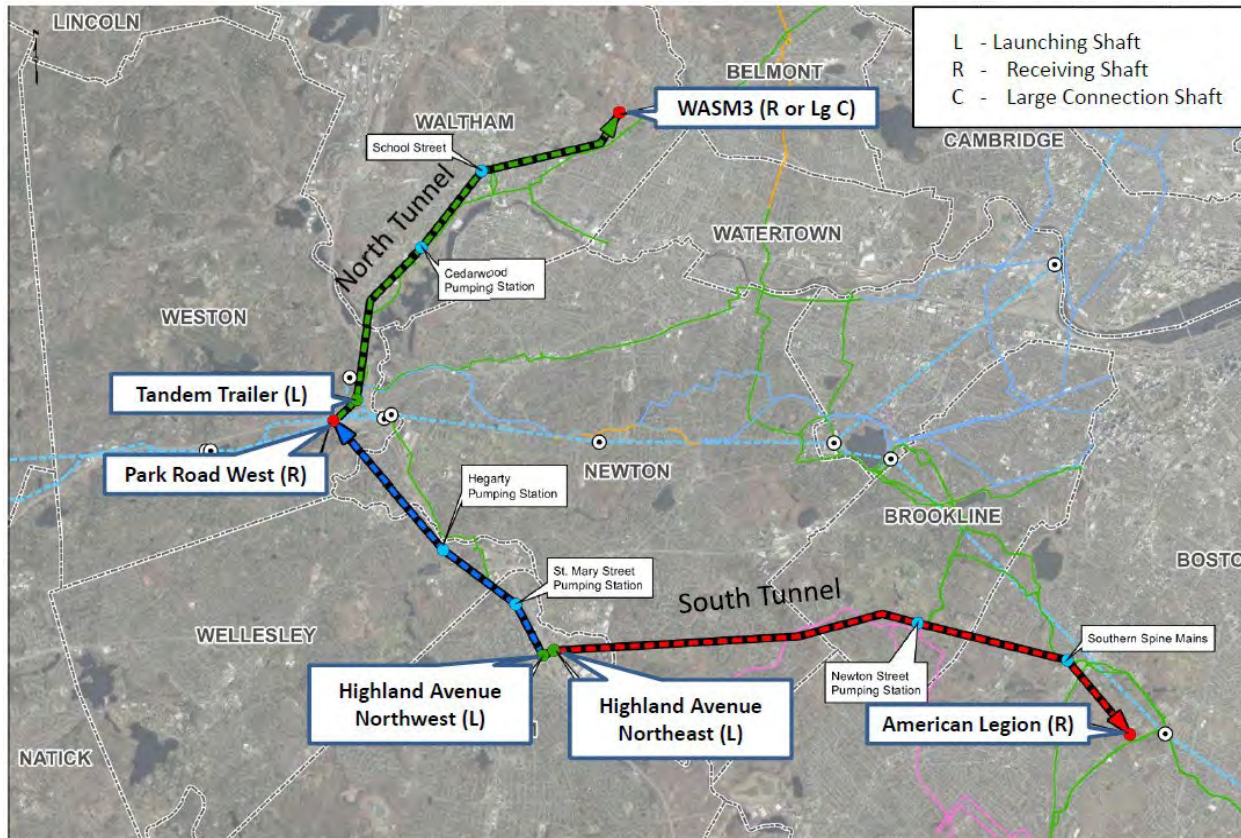 LINCOLN
L - Launching Shaft
R - Receiving Shaft
C - Large Connection Shaft
BELMONT
WASM3 (R or Lg C)
WALTHAM
CAMBRIDGE
School Street
North Tunnel
WATERTOWN
Cedarwood
Pumping Station
WESTON
Tandem Trailer (L)
Park Road West (R)
NEWTON
Hegarty
Pumping Station
BROOKLINE
BOSTO
St. Mary Street
Pumping Station
South Tunnel
WELLESLEY
Southern Spine Mains
Newton Street
Pumping Station
Highland Avenue
Northwest (L)
Highland Avenue
Northeast (L)
American Legion (R)
NATICK